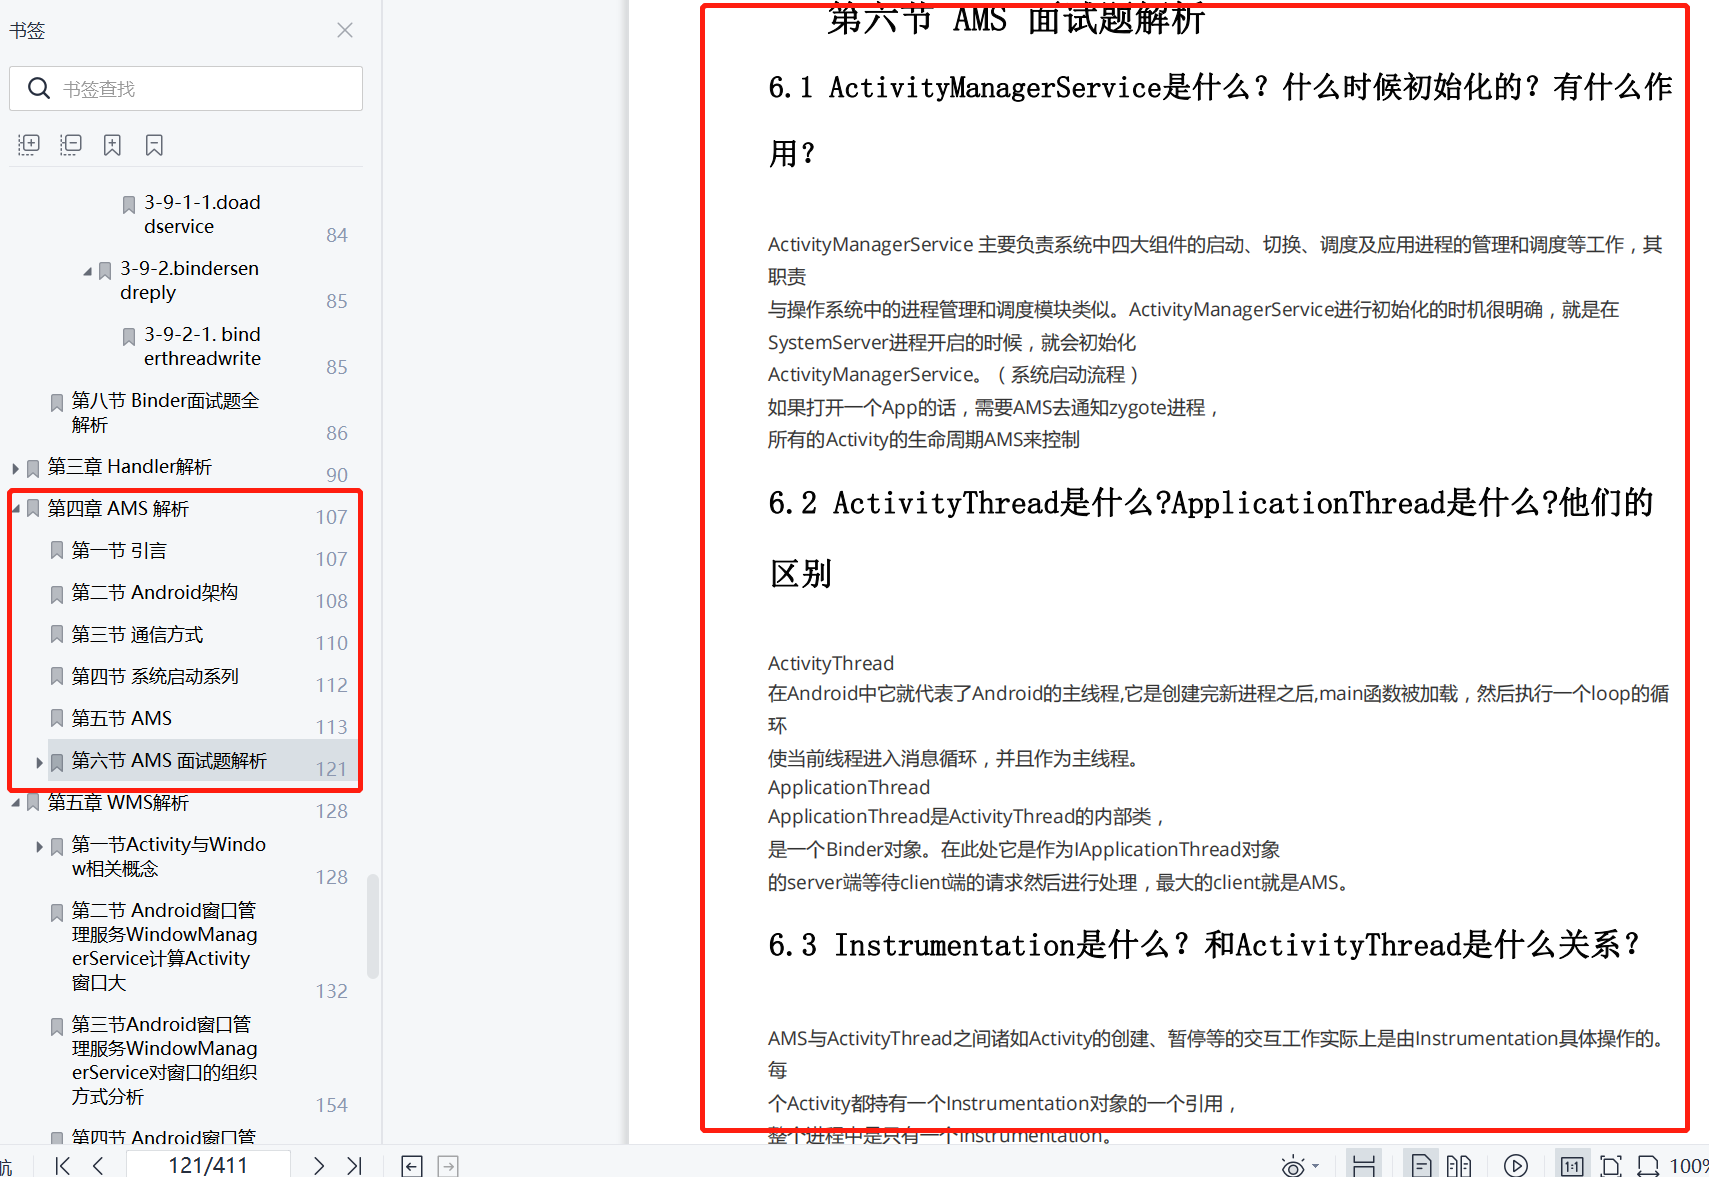 书签
书签查找
3-9-1-1.doad
dservice
84
3-9-2.bindersen
dreply
85
3-9-2-1. bind
erthreadwrite
85
第八节 Binder面试题全
解析
86
第三章 Handler解析
90
第四章 AMS 解析
107
第一节 引言
107
第二节 Android架构
108
第三节 通信方式
110
第四节 系统启动系列
112
第五节 AMS
113
第六节 AMS 面试题解析
121
第五章 WMS解析
128
第一节Activity与Windo
w相关概念
128
第二节 Android窗口管
理服务WindowManag
erService计算Activity
窗口大
132
第三节Android窗口管
理服务WindowManag
erService对窗口的组织
方式分析
154
第四节 Android窗口管
航
121/411
第六节 AMS 面试题解析
6.1 ActivityManagerService是什么? 什么时候初始化的? 有什么作
用?
ActivityManagerService 主要负责系统中四大组件的启动、切换、调度及应用进程的管理和调度等工作，其
职责
与操作系统中的进程管理和调度模块类似。ActivityManagerService进行初始化的时机很明确，就是在
SystemServer进程开启的时候，就会初始化
ActivityManagerService。（系统启动流程）
如果打开一个App的话，需要AMS去通知zygote进程，
所有的Activity的生命周期AMS来控制
6.2 ActivityThread是什么?ApplicationThread是什么?他们的
区别
ActivityThread
在Android中它就代表了Android的主线程,它是创建完新进程之后,main函数被加载，然后执行一个loop的循
环
使当前线程进入消息循环，并且作为主线程。
ApplicationThread
ApplicationThread是ActivityThread的内部类，
是一个Binder对象。在此处它是作为IApplicationThread对象
的server端等待client端的请求然后进行处理，最大的client就是AMS。
6.3 Instrumentation是什么? 和ActivityThread是什么关系?
AMS与ActivityThread之间诸如Activity的创建、暂停等的交互工作实际上是由Instrumentation具体操作的。
每
个Activity都持有一个Instrumentation对象的一个引用，
整个进程中是只有一个Instrumentation。
1:1
100%